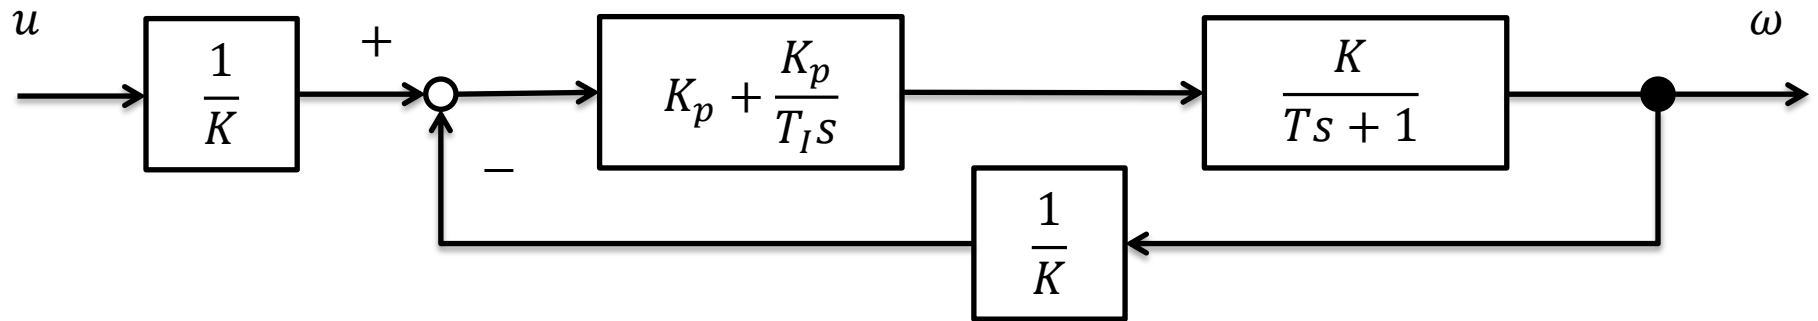 u
1/K
+
K_p + K_p/(T_I s)
K/(Ts + 1)
ω
−
1/K